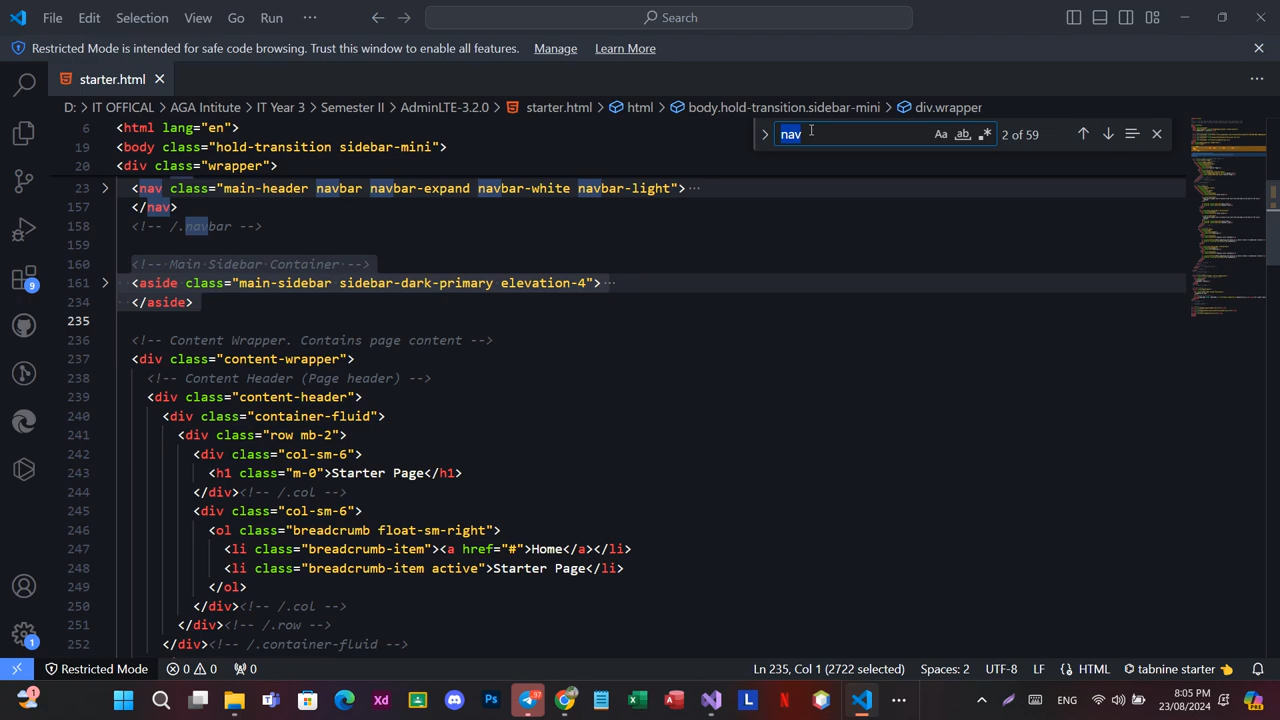 File Edit Selection View Go Run ··· Search
Restricted Mode is intended for safe code browsing. Trust this window to enable all features. Manage Learn More
starter.html
D: > IT OFFICAL > AGA Intitute > IT Year 3 > Semester II > AdminLTE-3.2.0 > starter.html > html > body.hold-transition.sidebar-mini > div.wrapper
nav Aa ab 2 of 59
6 <html lang="en">
19 <body class="hold-transition sidebar-mini">
20 <div class="wrapper">
23 <nav class="main-header navbar navbar-expand navbar-white navbar-light"> ···
157 </nav>
158 <!-- /.navbar -->
159
160 <!-- Main Sidebar Container -->
161 <aside class="main-sidebar sidebar-dark-primary elevation-4"> ···
234 </aside>
235
236 <!-- Content Wrapper. Contains page content -->
237 <div class="content-wrapper">
238 <!-- Content Header (Page header) -->
239 <div class="content-header">
240 <div class="container-fluid">
241 <div class="row mb-2">
242 <div class="col-sm-6">
243 <h1 class="m-0">Starter Page</h1>
244 </div><!-- /.col -->
245 <div class="col-sm-6">
246 <ol class="breadcrumb float-sm-right">
247 <li class="breadcrumb-item"><a href="#">Home</a></li>
248 <li class="breadcrumb-item active">Starter Page</li>
249 </ol>
250 </div><!-- /.col -->
251 </div><!-- /.row -->
252 </div><!-- /.container-fluid -->
9
1
Restricted Mode 0 0 0 Ln 235, Col 1 (2722 selected) Spaces: 2 UTF-8 LF HTML tabnine starter
1 Xd Ps 37 L N ENG 8:05 PM
23/08/2024 PRE